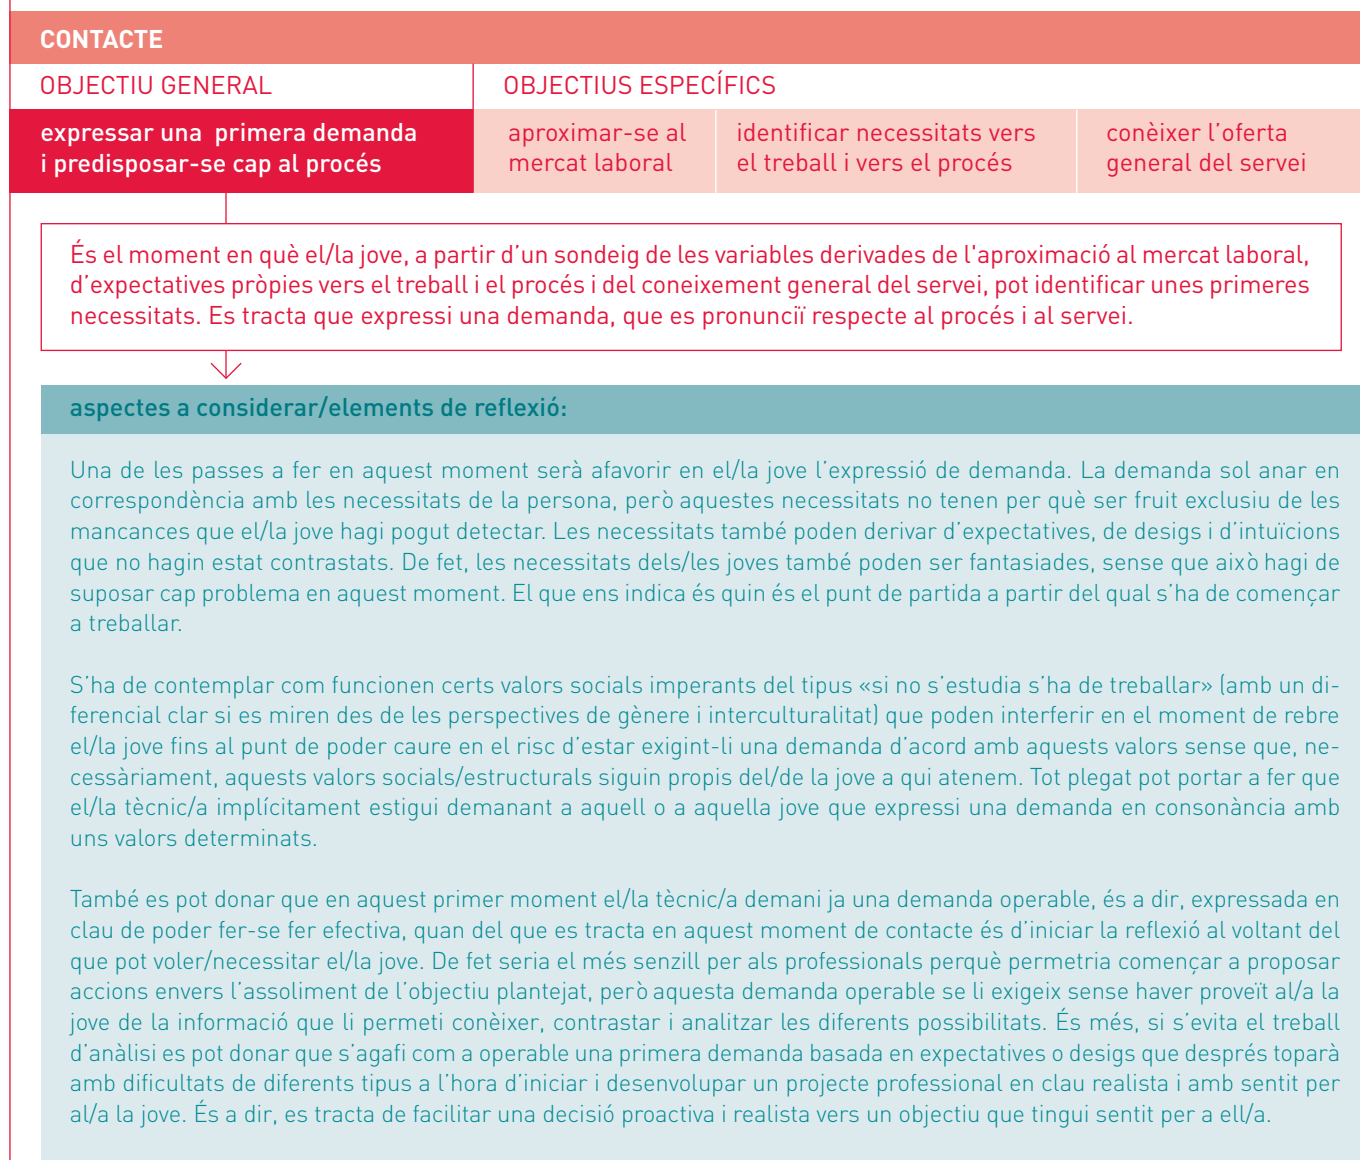 CONTACTE
OBJECTIU GENERAL
OBJECTIUS ESPECÍFICS
expressar una primera demanda
i predisposar-se cap al procés
aproximar-se al
mercat laboral
identificar necessitats vers
el treball i vers el procés
conèixer l’oferta
general del servei
És el moment en què el/la jove, a partir d’un sondeig de les variables derivades de l'aproximació al mercat laboral,
d’expectatives pròpies vers el treball i el procés i del coneixement general del servei, pot identificar unes primeres
necessitats. Es tracta que expressi una demanda, que es pronunciï respecte al procés i al servei.
aspectes a considerar/elements de reflexió:
Una de les passes a fer en aquest moment serà afavorir en el/la jove l’expressió de demanda. La demanda sol anar en
correspondència amb les necessitats de la persona, però aquestes necessitats no tenen per què ser fruit exclusiu de les
mancances que el/la jove hagi pogut detectar. Les necessitats també poden derivar d’expectatives, de desigs i d’intuïcions
que no hagin estat contrastats. De fet, les necessitats dels/les joves també poden ser fantasiades, sense que això hagi de
suposar cap problema en aquest moment. El que ens indica és quin és el punt de partida a partir del qual s’ha de començar
a treballar.
S’ha de contemplar com funcionen certs valors socials imperants del tipus «si no s’estudia s’ha de treballar» (amb un di-
ferencial clar si es miren des de les perspectives de gènere i interculturalitat) que poden interferir en el moment de rebre
el/la jove fins al punt de poder caure en el risc d’estar exigint-li una demanda d’acord amb aquests valors sense que, ne-
cessàriament, aquests valors socials/estructurals siguin propis del/de la jove a qui atenem. Tot plegat pot portar a fer que
el/la tècnic/a implícitament estigui demanant a aquell o a aquella jove que expressi una demanda en consonància amb
uns valors determinats.
També es pot donar que en aquest primer moment el/la tècnic/a demani ja una demanda operable, és a dir, expressada en
clau de poder fer-se fer efectiva, quan del que es tracta en aquest moment de contacte és d’iniciar la reflexió al voltant del
que pot voler/necessitar el/la jove. De fet seria el més senzill per als professionals perquè permetria començar a proposar
accions envers l’assoliment de l’objectiu plantejat, però aquesta demanda operable se li exigeix sense haver proveït al/a la
jove de la informació que li permeti conèixer, contrastar i analitzar les diferents possibilitats. És més, si s’evita el treball
d’anàlisi es pot donar que s’agafi com a operable una primera demanda basada en expectatives o desigs que després toparà
amb dificultats de diferents tipus a l’hora d’iniciar i desenvolupar un projecte professional en clau realista i amb sentit per
al/a la jove. És a dir, es tracta de facilitar una decisió proactiva i realista vers un objectiu que tingui sentit per a ell/a.